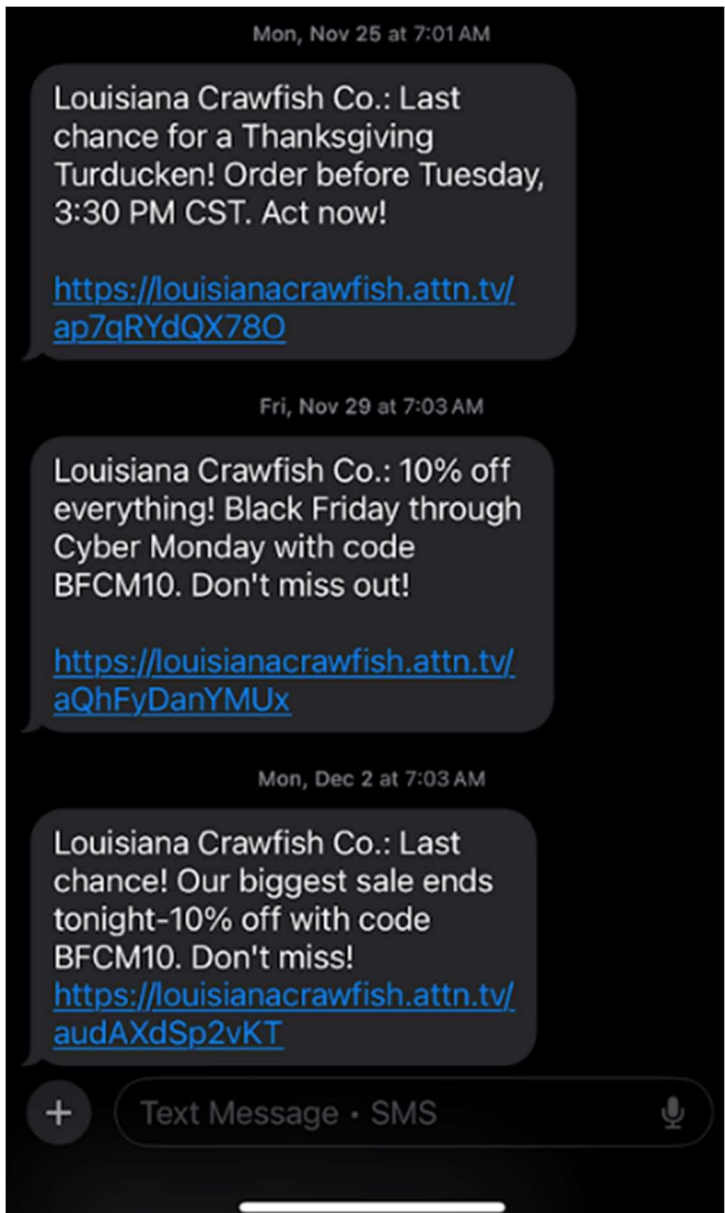 Mon, Nov 25 at 7:01 AM
Louisiana Crawfish Co.: Last
chance for a Thanksgiving
Turducken! Order before Tuesday,
3:30 PM CST. Act now!
https://louisianacrawfish.attn.tv/
ap7qRYdQX78O
Fri, Nov 29 at 7:03 AM
Louisiana Crawfish Co.: 10% off
everything! Black Friday through
Cyber Monday with code
BFCM10. Don't miss out!
https://louisianacrawfish.attn.tv/
aQhFyDanYMUx
Mon, Dec 2 at 7:03 AM
Louisiana Crawfish Co.: Last
chance! Our biggest sale ends
tonight-10% off with code
BFCM10. Don't miss!
https://louisianacrawfish.attn.tv/
audAXdSp2vKT
Text Message • SMS